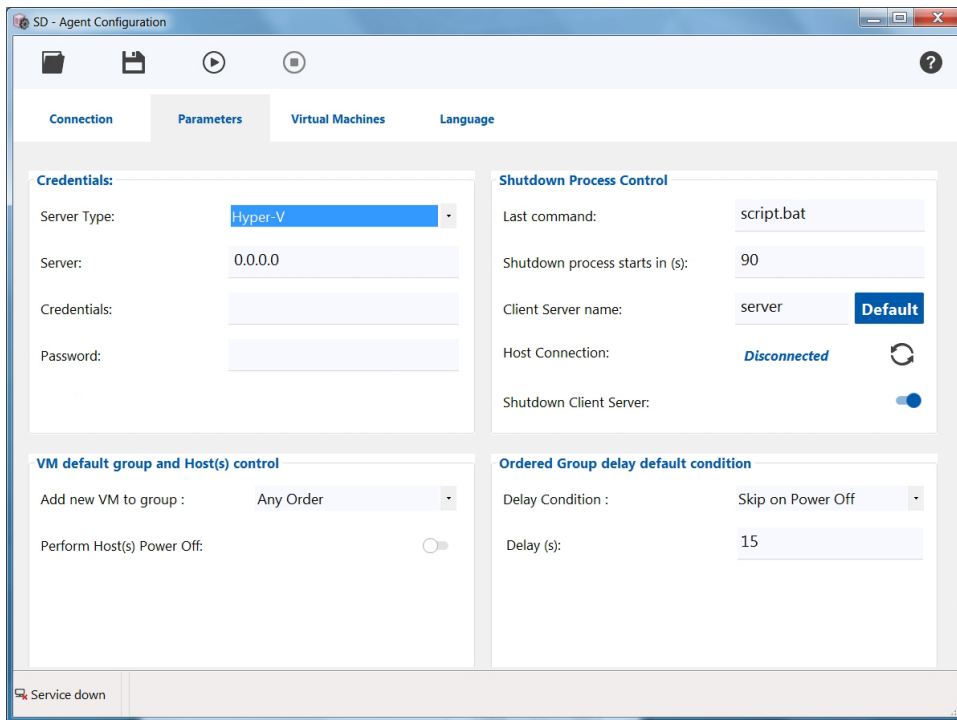 SD - Agent Configuration
Connection
Parameters
Virtual Machines
Language
Credentials:
Server Type:
Hyper-V
Server:
0.0.0.0
Credentials:
Password:
Shutdown Process Control
Last command:
script.bat
Shutdown process starts in (s):
90
Client Server name:
server
Default
Host Connection:
Disconnected
Shutdown Client Server:
VM default group and Host(s) control
Add new VM to group :
Any Order
Perform Host(s) Power Off:
Ordered Group delay default condition
Delay Condition :
Skip on Power Off
Delay (s):
15
Service down